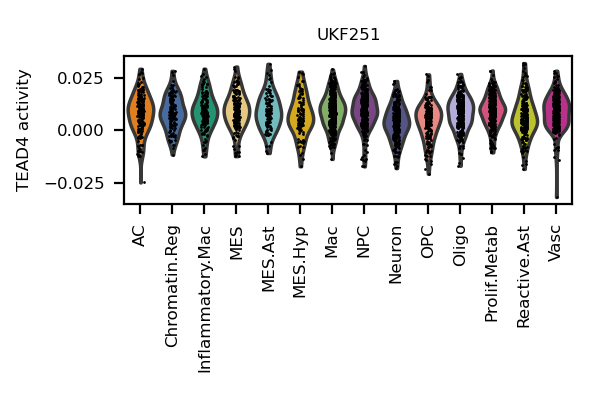 UKF251
TEAD4 activity
0.025
0.000
−0.025
AC
Chromatin.Reg
Inflammatory.Mac
MES
MES.Ast
MES.Hyp
Mac
NPC
Neuron
OPC
Oligo
Prolif.Metab
Reactive.Ast
Vasc